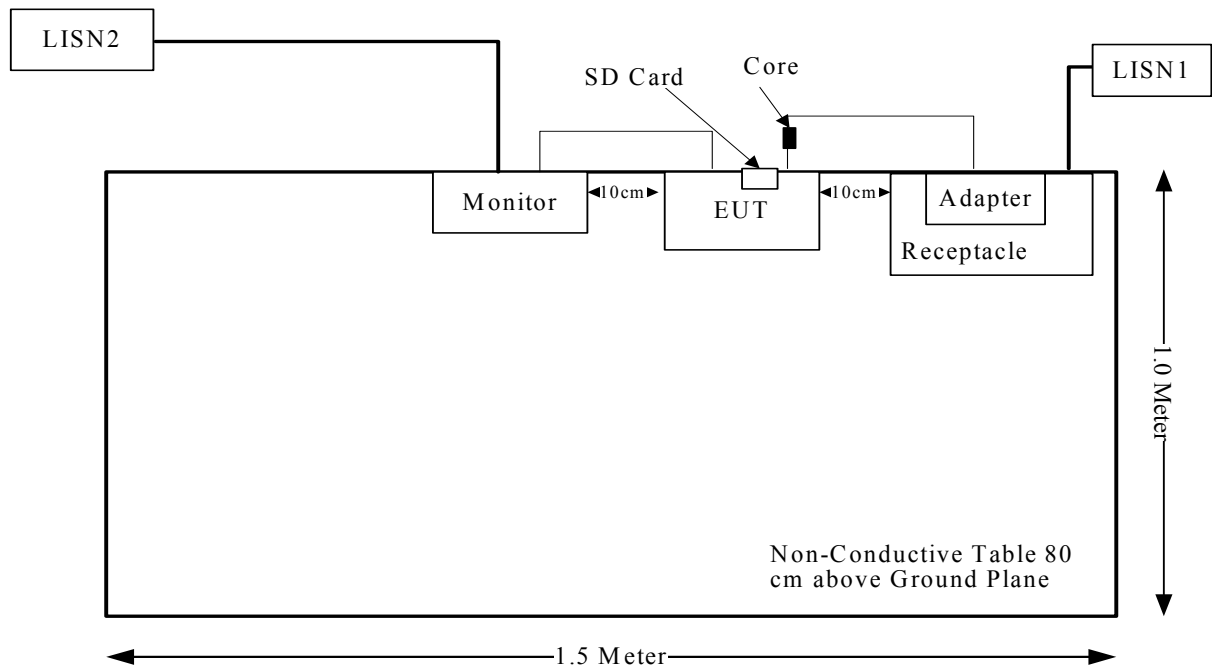 LISN2
LISN1
SD Card
Core
Monitor
10cm
EUT
10cm
Adapter
Receptacle
1.0 Meter
Non-Conductive Table 80
cm above Ground Plane
1.5 Meter